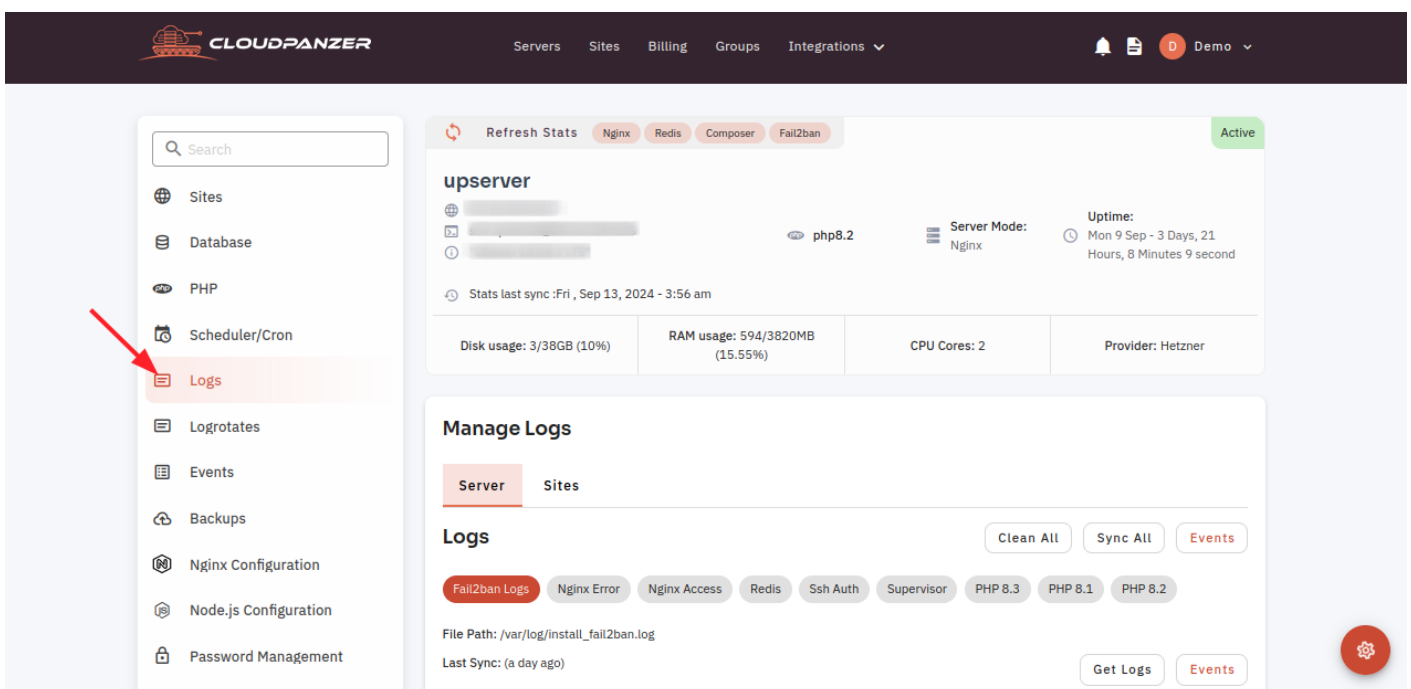 CLOUDPANZER
Servers Sites Billing Groups Integrations
D Demo
Search
Sites
Database
PHP
Scheduler/Cron
Logs
Logrotates
Events
Backups
Nginx Configuration
Node.js Configuration
Password Management
Refresh Stats Nginx Redis Composer Fail2ban
Active
upserver
php8.2
Server Mode:
Nginx
Uptime:
Mon 9 Sep - 3 Days, 21
Hours, 8 Minutes 9 second
Stats last sync :Fri , Sep 13, 2024 - 3:56 am
Disk usage: 3/38GB (10%)
RAM usage: 594/3820MB
(15.55%)
CPU Cores: 2
Provider: Hetzner
Manage Logs
Server Sites
Logs
Clean All Sync All Events
Fail2ban Logs Nginx Error Nginx Access Redis Ssh Auth Supervisor PHP 8.3 PHP 8.1 PHP 8.2
File Path: /var/log/install_fail2ban.log
Last Sync: (a day ago)
Get Logs Events